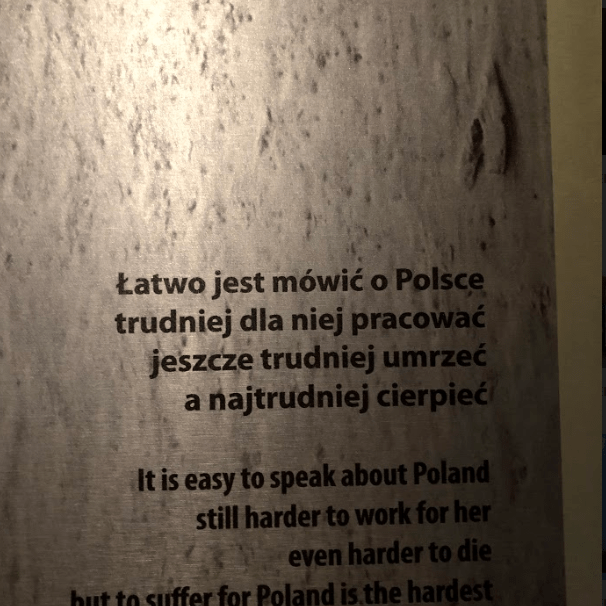 Łatwo jest mówić o Polsce
trudniej dla niej pracować
jeszcze trudniej umrzeć
a najtrudniej cierpieć
It is easy to speak about Poland
still harder to work for her
even harder to die
but to suffer for Poland is the hardest